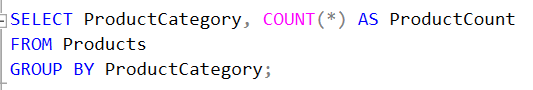 SELECT ProductCategory, COUNT(*) AS ProductCount
FROM Products
GROUP BY ProductCategory;